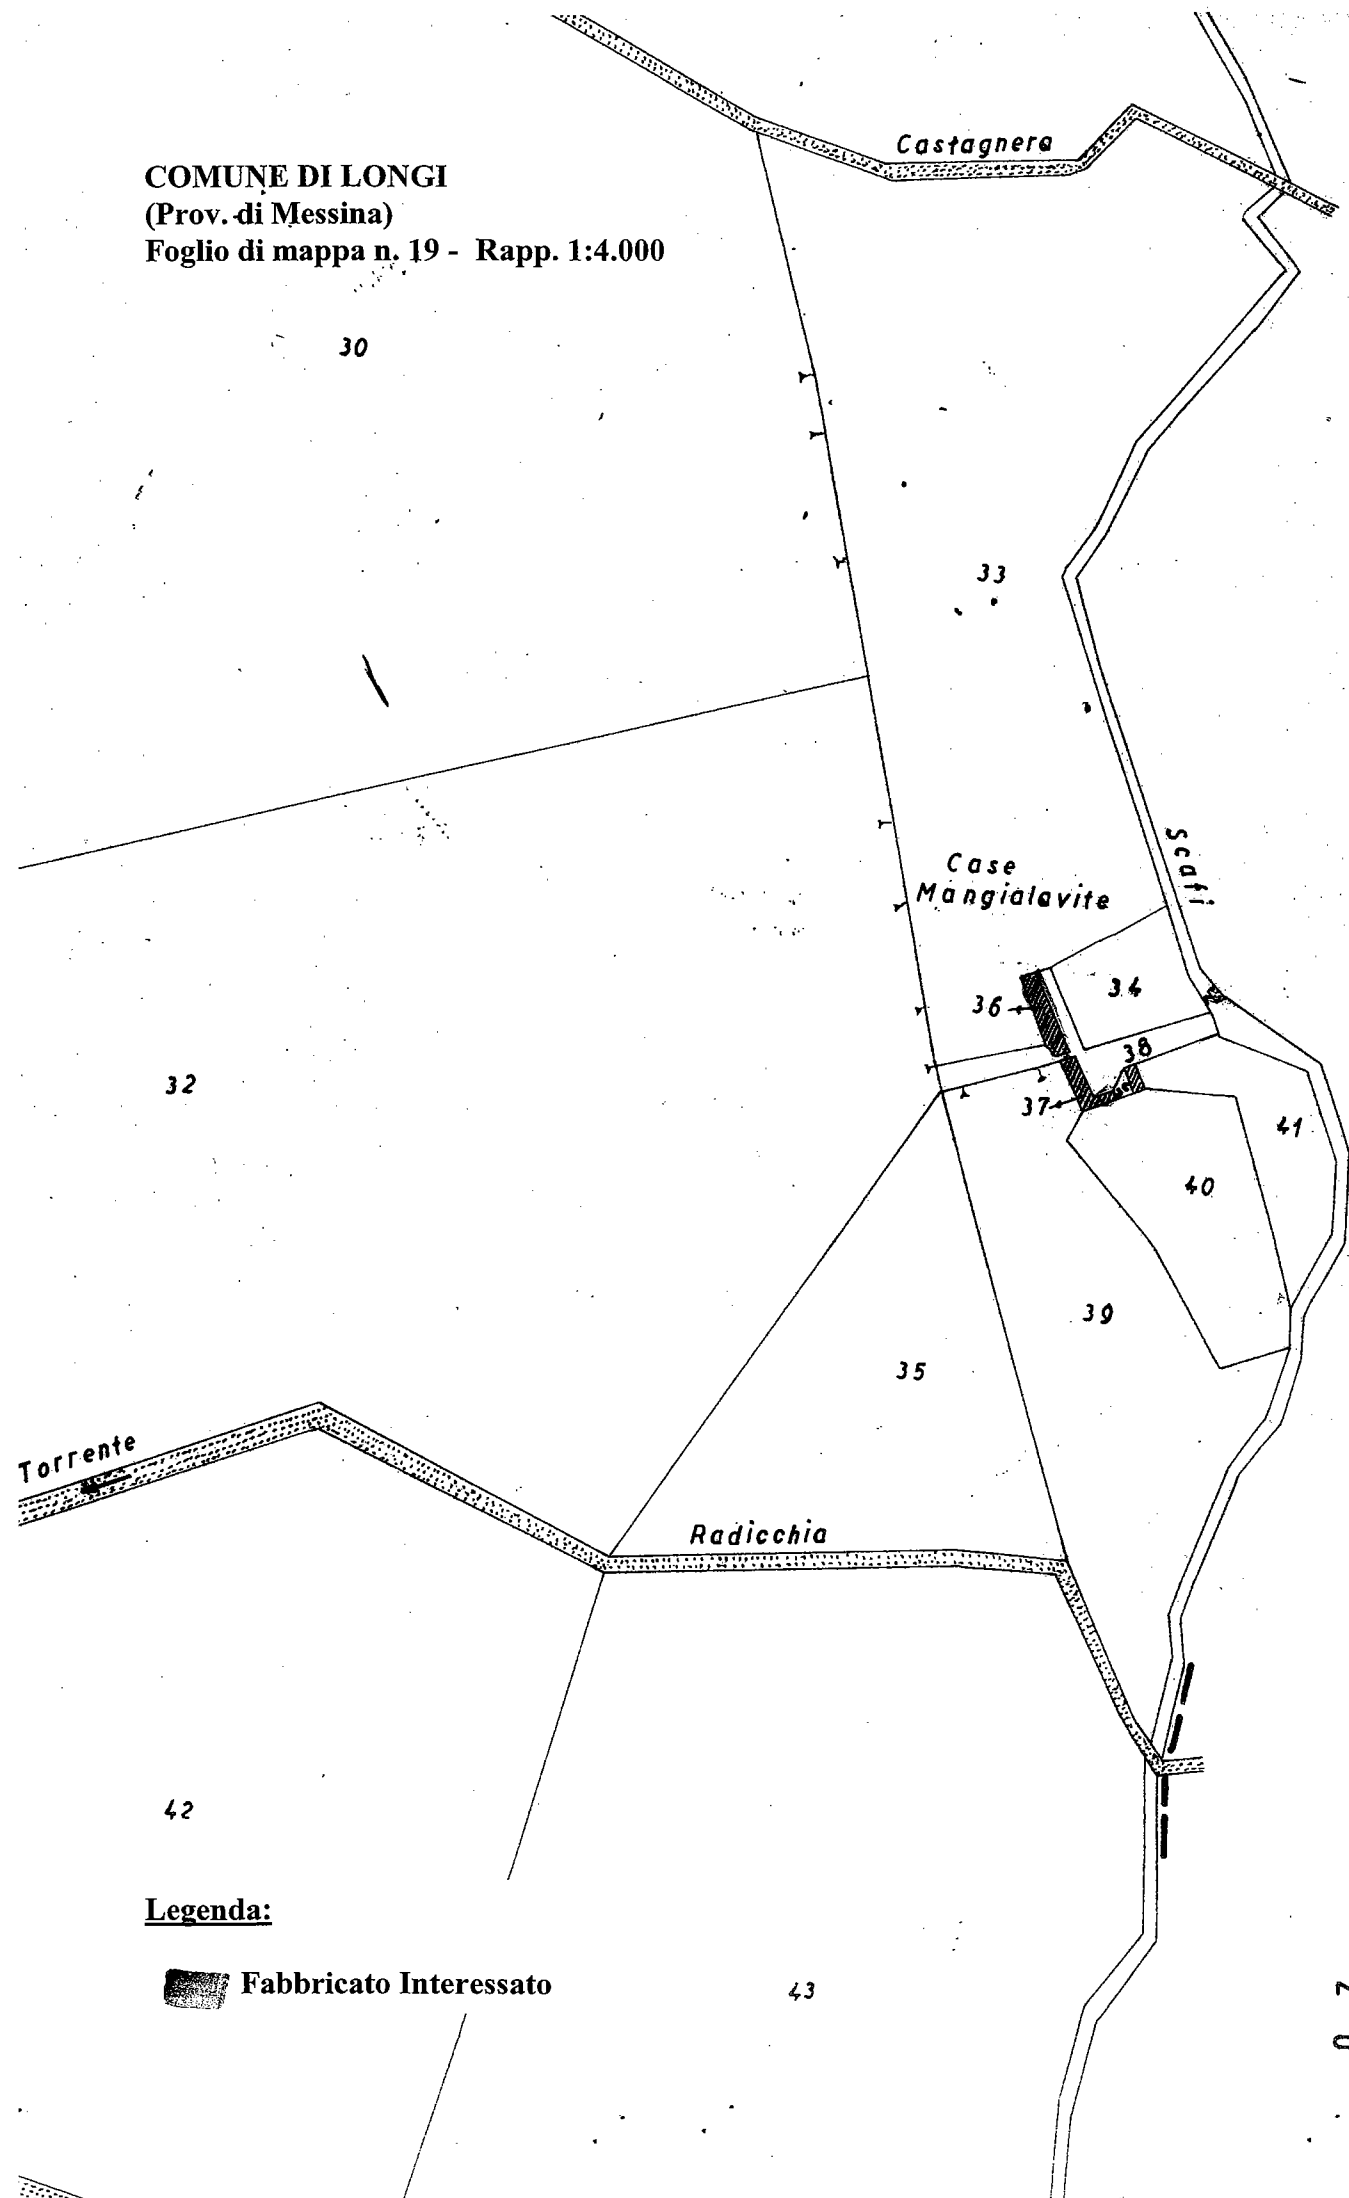 Castagnera
COMUNE DI LONGI
(Prov. di Messina)
Foglio di mappa n. 19 - Rapp. 1:4.000
30
33
Scafi
Case
Mangialavite
34
36
38
32
37
41
40
39
35
Torrente
Radicchia
42
Legenda:
Fabbricato Interessato
43